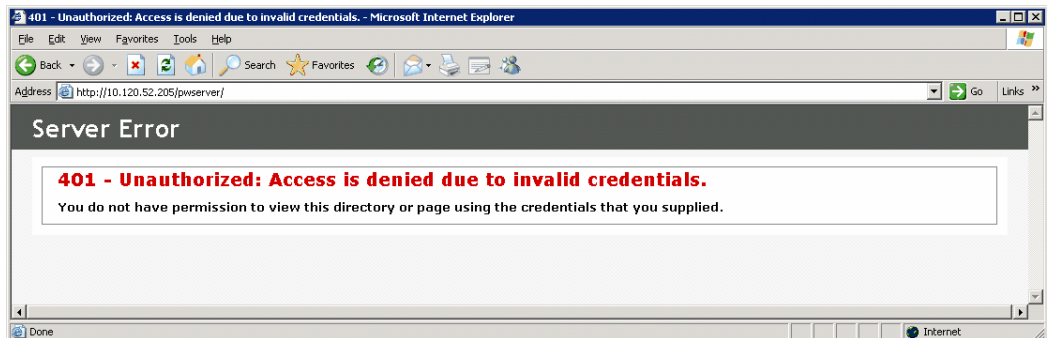 401 - Unauthorized: Access is denied due to invalid credentials. - Microsoft Internet Explorer
File Edit View Favorites Tools Help
Back Search Favorites
Address http://10.120.52.205/pwserver/ Go Links »
Server Error
401 - Unauthorized: Access is denied due to invalid credentials.
You do not have permission to view this directory or page using the credentials that you supplied.
Done Internet